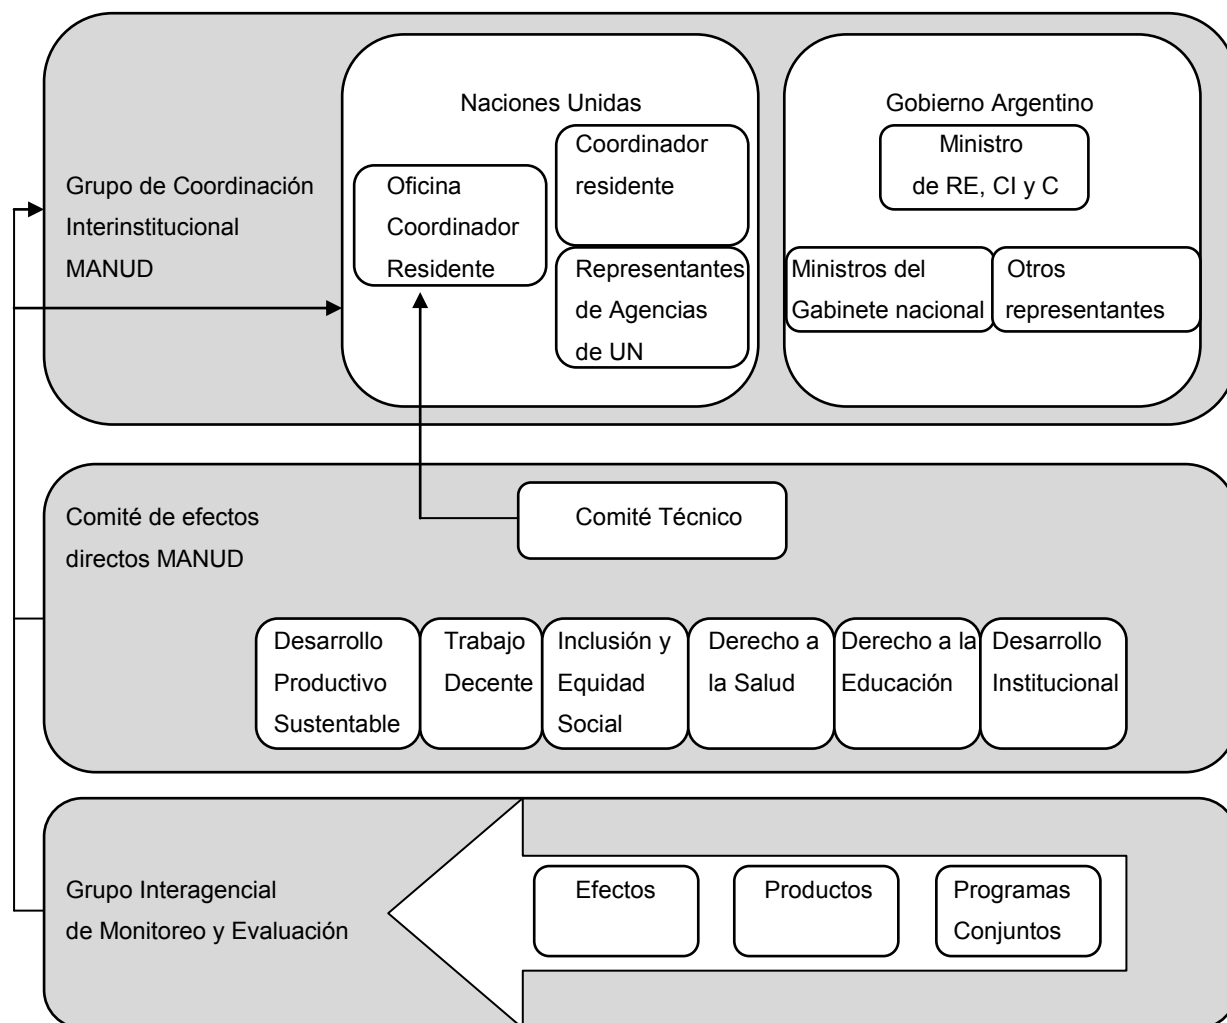 Grupo de Coordinación
Interinstitucional
MANUD
Naciones Unidas
Oficina
Coordinador
Residente
Coordinador
residente
Representantes
de Agencias
de UN
Gobierno Argentino
Ministro
de RE, CI y C
Ministros del
Gabinete nacional
Otros
representantes
Comité de efectos
directos MANUD
Comité Técnico
Desarrollo
Productivo
Sustentable
Trabajo
Decente
Inclusión y
Equidad
Social
Derecho a
la Salud
Derecho a la
Educación
Desarrollo
Institucional
Grupo Interagencial
de Monitoreo y Evaluación
Efectos
Productos
Programas
Conjuntos